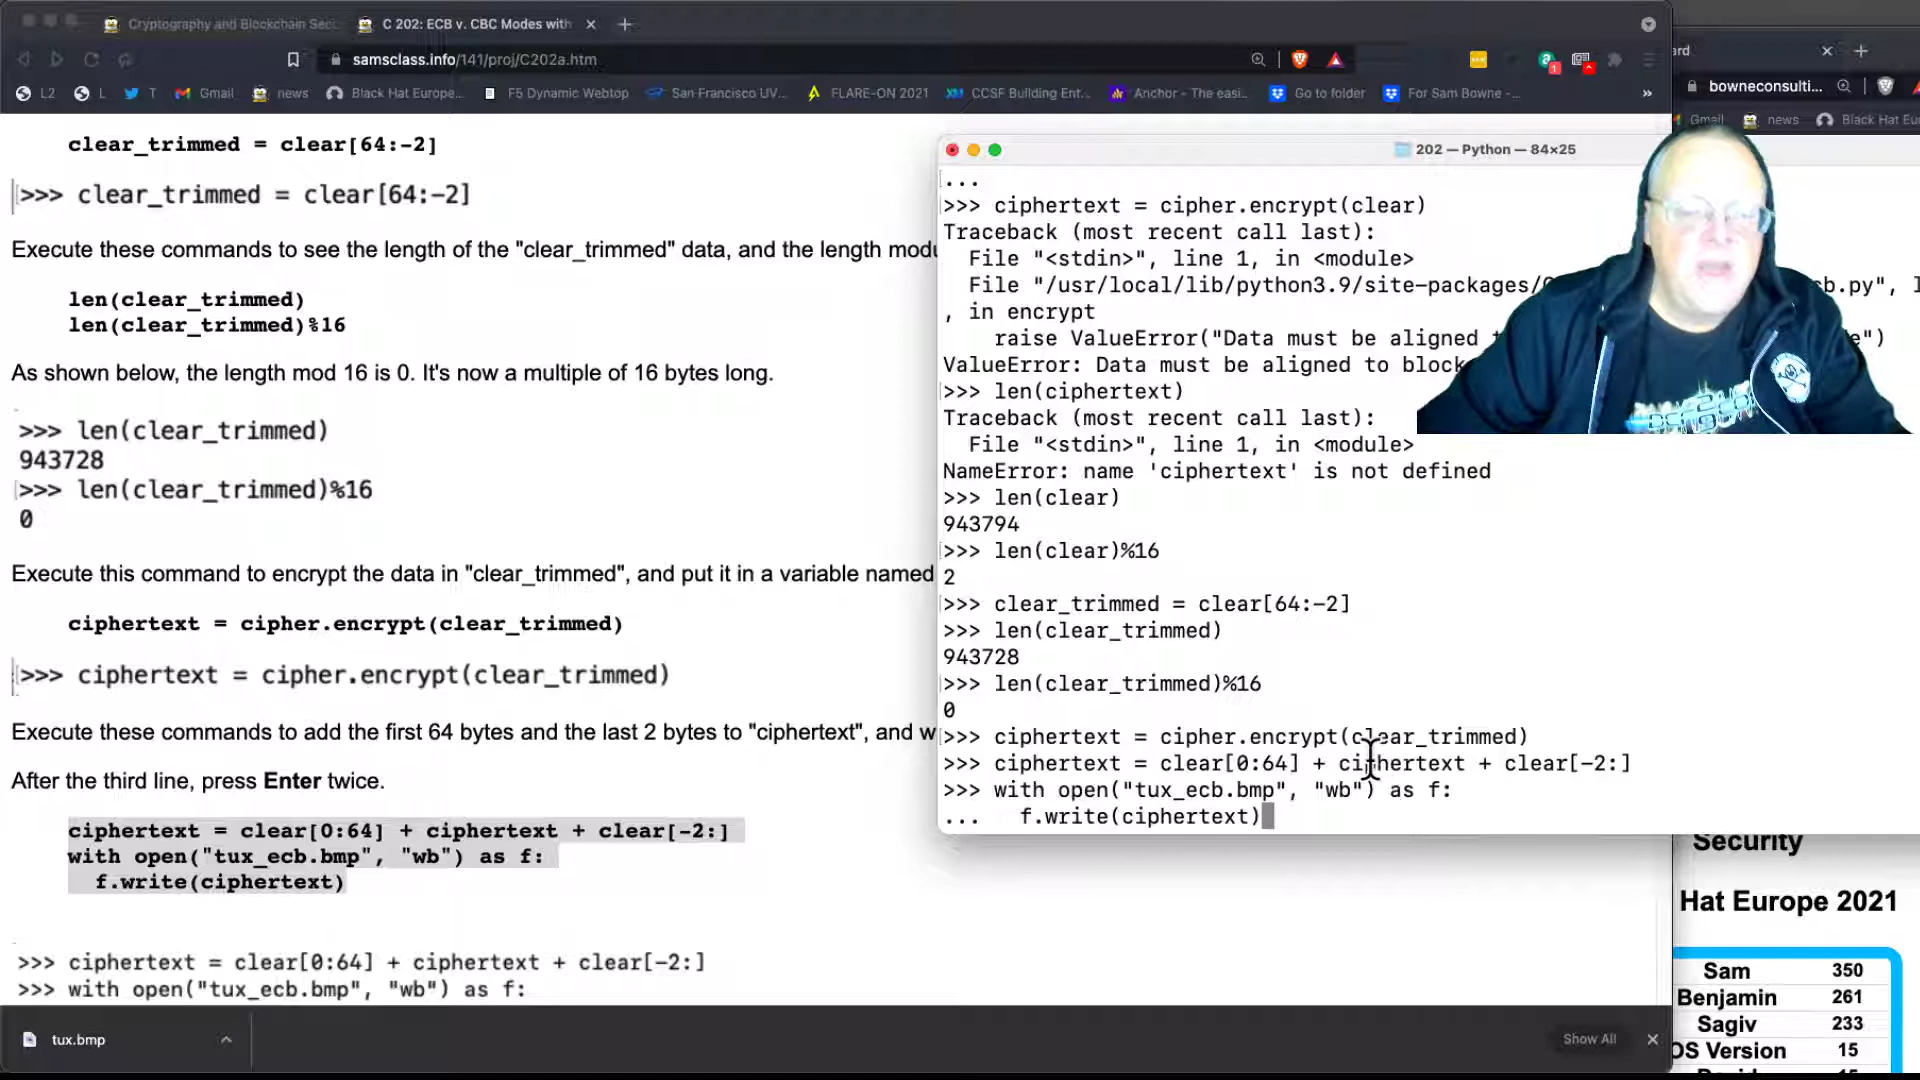 Cryptography and Blockchain Sec
C 202: ECB v. CBC Modes with
samsclass.info/141/proj/C202a.htm
L2
L
T
Gmail
news
Black Hat Europe...
F5 Dynamic Webtop
San Francisco UV...
FLARE-ON 2021
CCSF Building Ent...
Anchor - The easi...
Go to folder
For Sam Bowne -...
»
ard
bowneconsulti...
Gmail
news
Black Hat Eu
clear_trimmed = clear[64:-2]
>>> clear_trimmed = clear[64:-2]
Execute these commands to see the length of the "clear_trimmed" data, and the length modu
len(clear_trimmed)
len(clear_trimmed)%16
As shown below, the length mod 16 is 0. It's now a multiple of 16 bytes long.
>>> len(clear_trimmed)
943728
>>> len(clear_trimmed)%16
0
Execute this command to encrypt the data in "clear_trimmed", and put it in a variable named
ciphertext = cipher.encrypt(clear_trimmed)
>>> ciphertext = cipher.encrypt(clear_trimmed)
Execute these commands to add the first 64 bytes and the last 2 bytes to "ciphertext", and w
After the third line, press Enter twice.
ciphertext = clear[0:64] + ciphertext + clear[-2:]
with open("tux_ecb.bmp", "wb") as f:
f.write(ciphertext)
>>> ciphertext = clear[0:64] + ciphertext + clear[-2:]
>>> with open("tux_ecb.bmp", "wb") as f:
202 — Python — 84×25
...
>>> ciphertext = cipher.encrypt(clear)
Traceback (most recent call last):
File "<stdin>", line 1, in <module>
File "/usr/local/lib/python3.9/site-packages/ cb.py", l
, in encrypt
raise ValueError("Data must be aligned t e")
ValueError: Data must be aligned to block
>>> len(ciphertext)
Traceback (most recent call last):
File "<stdin>", line 1, in <module>
NameError: name 'ciphertext' is not defined
>>> len(clear)
943794
>>> len(clear)%16
2
>>> clear_trimmed = clear[64:-2]
>>> len(clear_trimmed)
943728
>>> len(clear_trimmed)%16
0
>>> ciphertext = cipher.encrypt(clear_trimmed)
>>> ciphertext = clear[0:64] + ciphertext + clear[-2:]
>>> with open("tux_ecb.bmp", "wb") as f:
... f.write(ciphertext)
Security
Hat Europe 2021
Sam 350
Benjamin 261
Sagiv 233
OS Version 15
tux.bmp
Show All